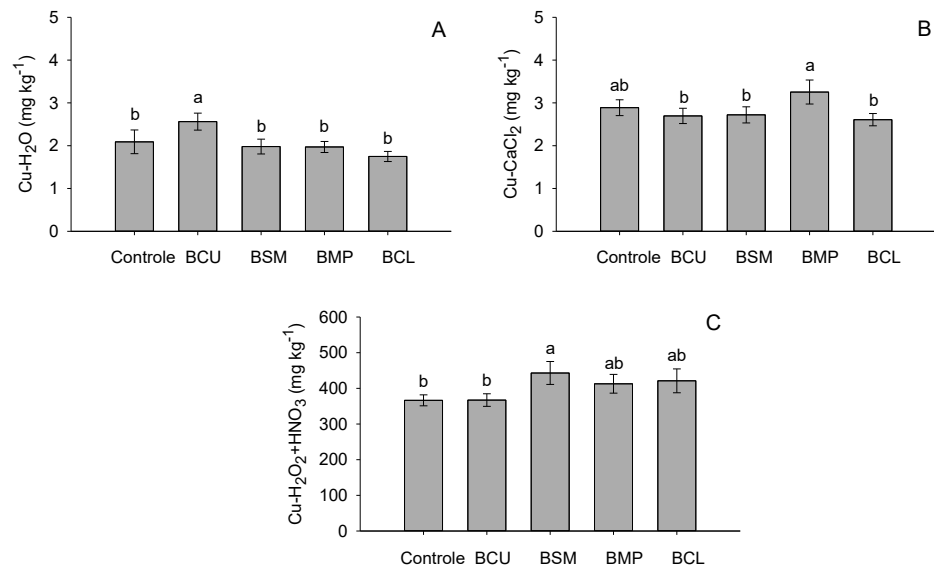 A
Cu-H₂O (mg kg⁻¹)
5
4
3
2
1
0
b a b b b
Controle BCU BSM BMP BCL
B
Cu-CaCl₂ (mg kg⁻¹)
5
4
3
2
1
0
ab b b a b
Controle BCU BSM BMP BCL
C
Cu-H₂O₂+HNO₃ (mg kg⁻¹)
600
500
400
300
200
100
0
b b a ab ab
Controle BCU BSM BMP BCL